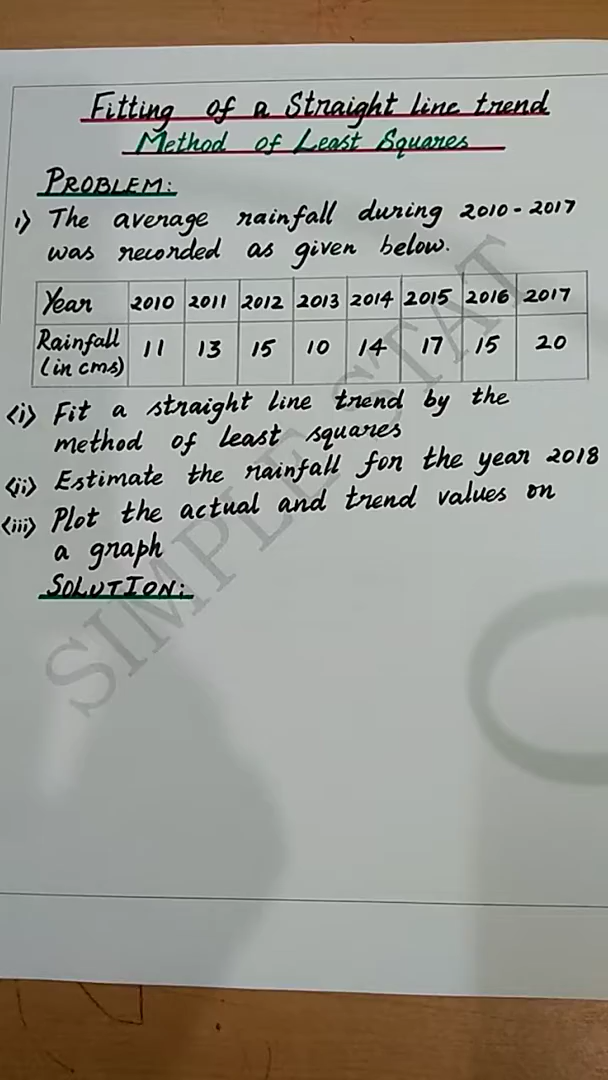 Fitting of a Straight line trend
Method of Least Squares
PROBLEM:
1) The average rainfall during 2010-2017
was recorded as given below.
Year 2010 2011 2012 2013 2014 2015 2016 2017
Rainfall (in cms) 11 13 15 10 14 17 15 20
(i) Fit a straight line trend by the
method of least squares
(ii) Estimate the rainfall for the year 2018
(iii) Plot the actual and trend values on
a graph
SOLUTION:
SIMPLE STAT